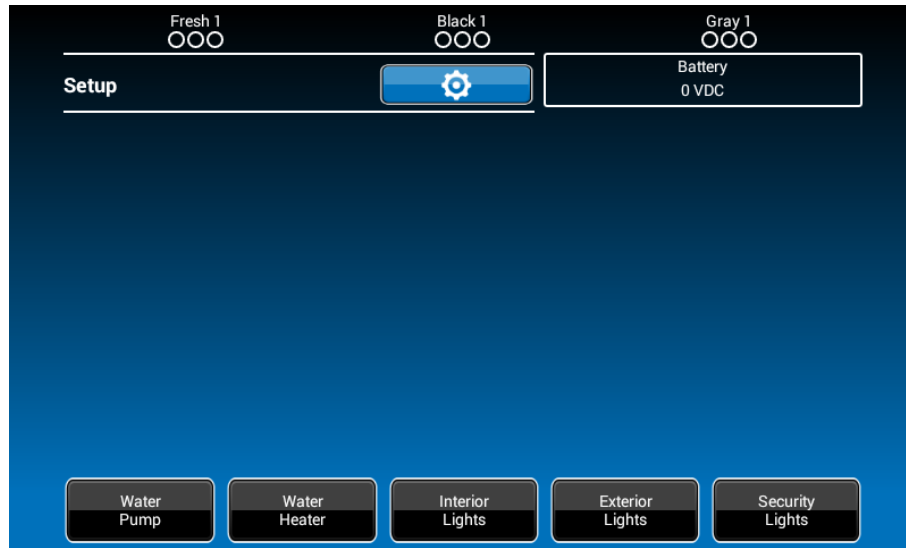 Fresh 1
Black 1
Gray 1
Setup
Battery
0 VDC
Water
Pump
Water
Heater
Interior
Lights
Exterior
Lights
Security
Lights